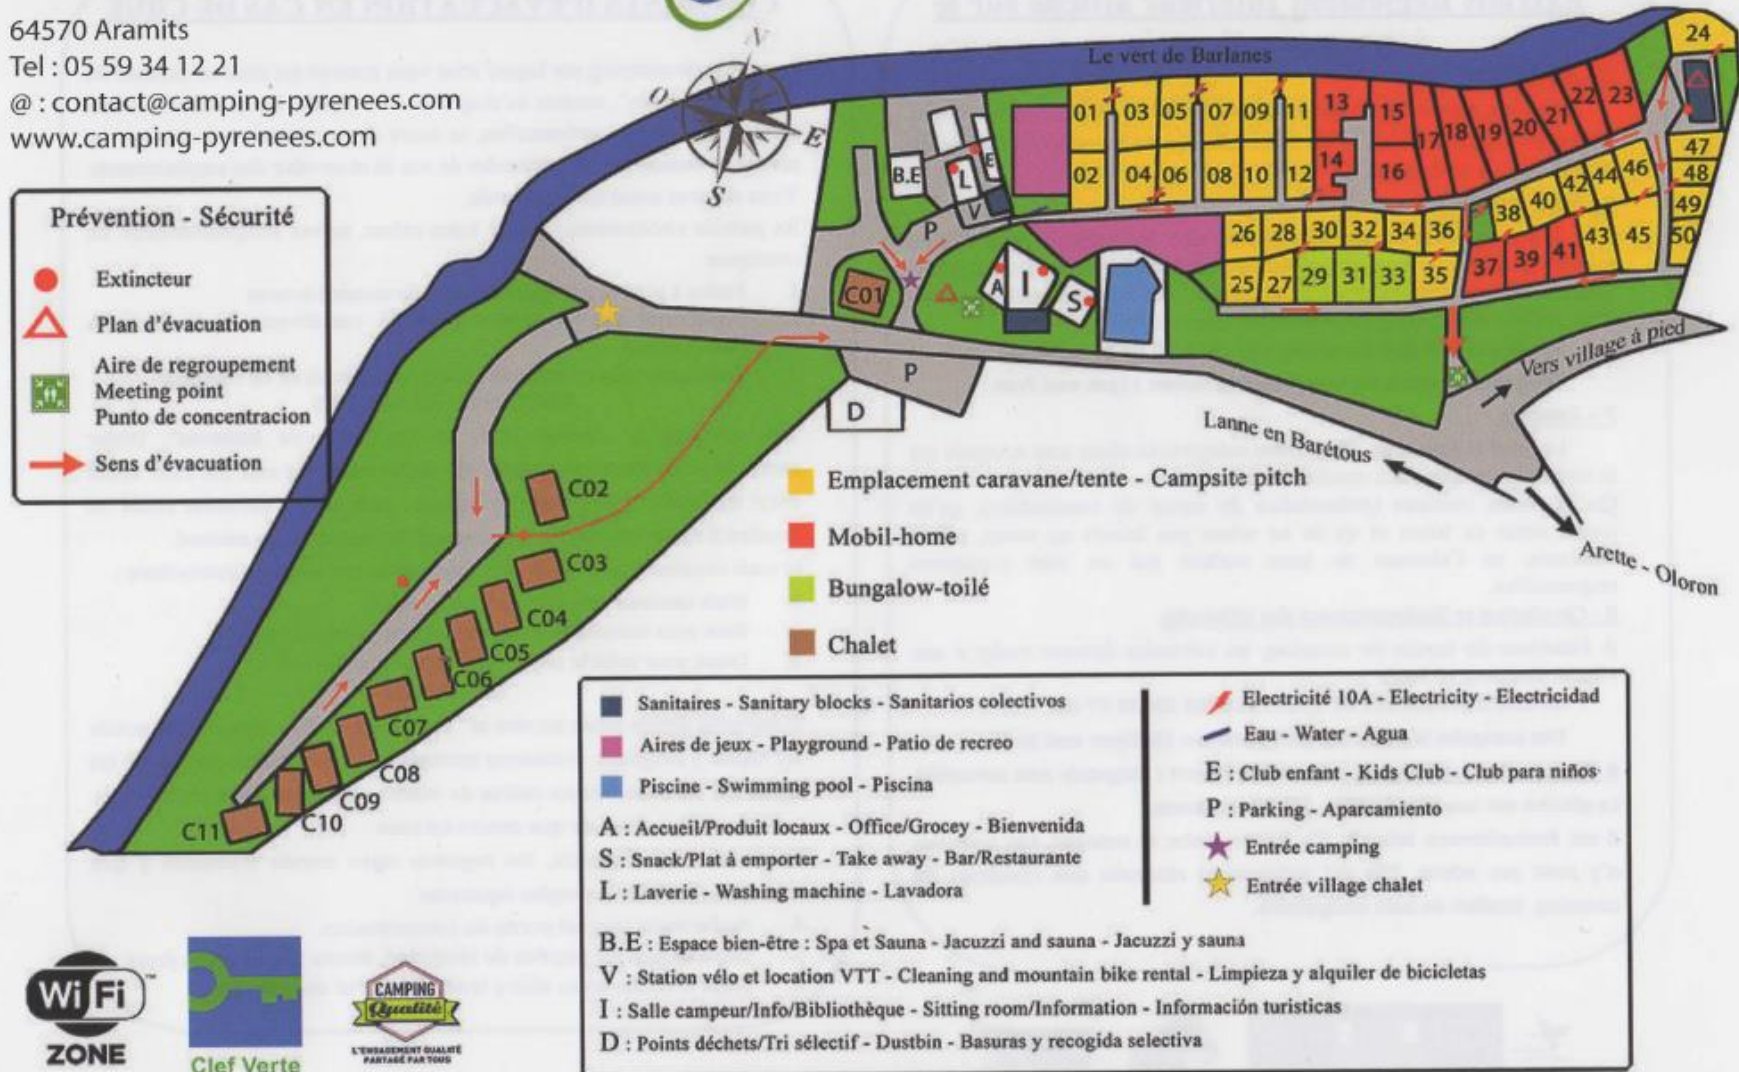 64570 Aramits
Tel : 05 59 34 12 21
@ : contact@camping-pyrenees.com
www.camping-pyrenees.com
N
O
E
S
Le vert de Barlanes
Prévention - Sécurité
Extincteur
Plan d'évacuation
Aire de regroupement
Meeting point
Punto de concentracion
Sens d'évacuation
24
01 03 05 07 09 11 13 15 17 18 19 20 21 22 23
02 04 06 08 10 12 14 16
47
48
49
50
38 40 42 44 46
26 28 30 32 34 36
37 39 41 43 45
25 27 29 31 33 35
B.E
L
E
V
P
C01
A
I
S
P
D
Vers village à pied
Lanne en Barétous
Arette - Oloron
C02
C03
C04
C05
C06
C07
C08
C09
C10
C11
Emplacement caravane/tente - Campsite pitch
Mobil-home
Bungalow-toilé
Chalet
Sanitaires - Sanitary blocks - Sanitarios colectivos
Aires de jeux - Playground - Patio de recreo
Piscine - Swimming pool - Piscina
A : Accueil/Produit locaux - Office/Grocey - Bienvenida
S : Snack/Plat à emporter - Take away - Bar/Restaurante
L : Laverie - Washing machine - Lavadora
Electricité 10A - Electricity - Electricidad
Eau - Water - Agua
E : Club enfant - Kids Club - Club para niños
P : Parking - Aparcamiento
Entrée camping
Entrée village chalet
B.E : Espace bien-être : Spa et Sauna - Jacuzzi and sauna - Jacuzzi y sauna
V : Station vélo et location VTT - Cleaning and mountain bike rental - Limpieza y alquiler de bicicletas
I : Salle campeur/Info/Bibliothèque - Sitting room/Information - Información turisticas
D : Points déchets/Tri sélectif - Dustbin - Basuras y recogida selectiva
Wi Fi™
ZONE
Clef Verte
CAMPING
Qualité
L'ENGAGEMENT QUALITÉ
PARTAGÉ PAR TOUS